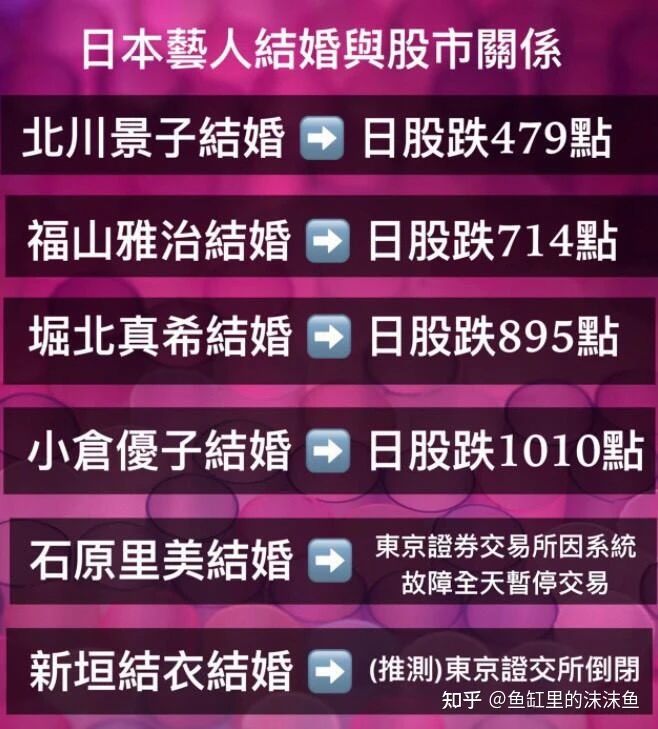 日本藝人結婚與股市關係
北川景子結婚 ➡ 日股跌479點
福山雅治結婚 ➡ 日股跌714點
堀北真希結婚 ➡ 日股跌895點
小倉優子結婚 ➡ 日股跌1010點
石原里美結婚 ➡ 東京證券交易所因系統
故障全天暫停交易
新垣結衣結婚 ➡ (推測)東京證交所倒閉
知乎 @鱼缸里的沫沫鱼